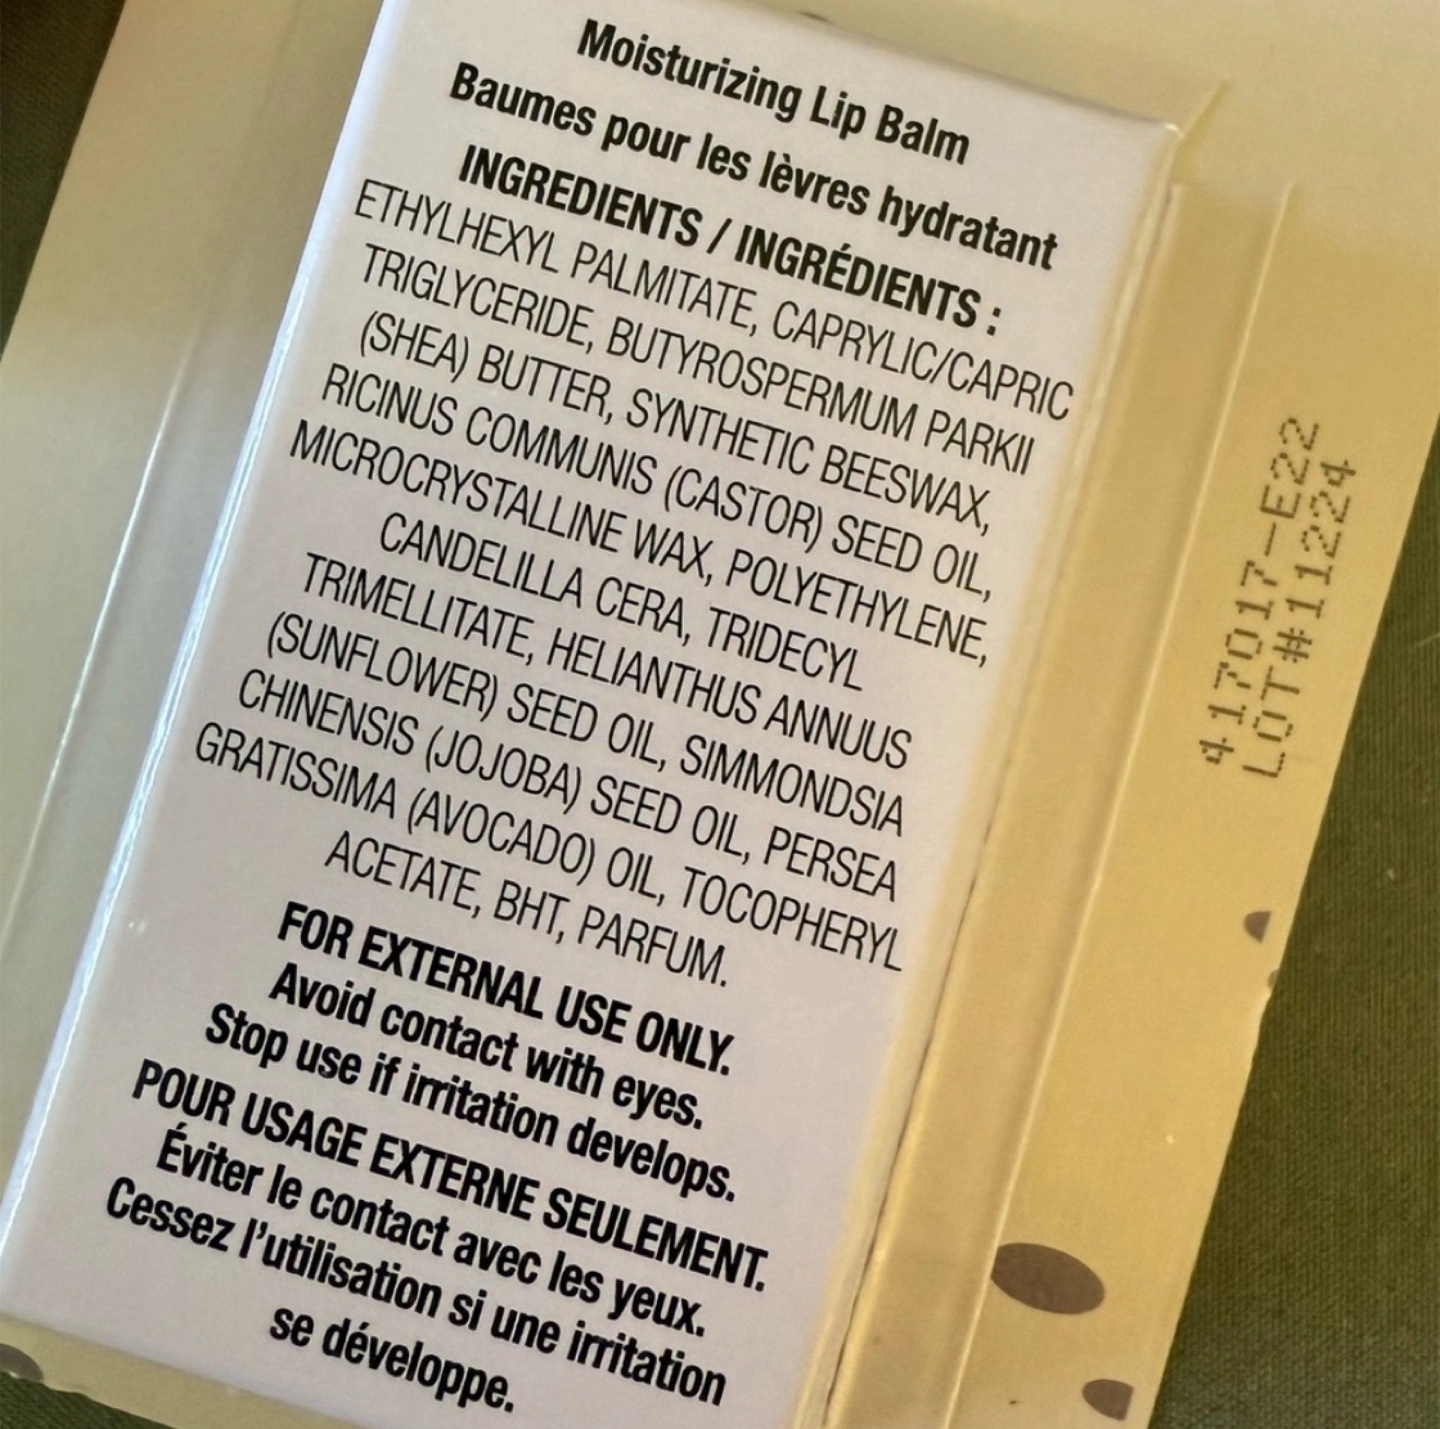 Moisturizing Lip Balm
Baumes pour les lèvres hydratant
INGREDIENTS / INGRÉDIENTS :
ETHYLHEXYL PALMITATE, CAPRYLIC/CAPRIC
TRIGLYCERIDE, BUTYROSPERMUM PARKII
(SHEA) BUTTER, SYNTHETIC BEESWAX,
RICINUS COMMUNIS (CASTOR) SEED OIL,
MICROCRYSTALLINE WAX, POLYETHYLENE,
CANDELILLA CERA, TRIDECYL
TRIMELLITATE, HELIANTHUS ANNUUS
(SUNFLOWER) SEED OIL, SIMMONDSIA
CHINENSIS (JOJOBA) SEED OIL, PERSEA
GRATISSIMA (AVOCADO) OIL, TOCOPHERYL
ACETATE, BHT, PARFUM.
FOR EXTERNAL USE ONLY.
Avoid contact with eyes.
Stop use if irritation develops.
POUR USAGE EXTERNE SEULEMENT.
Éviter le contact avec les yeux.
Cessez l'utilisation si une irritation
se développe.
417017-E22
LOT#11224